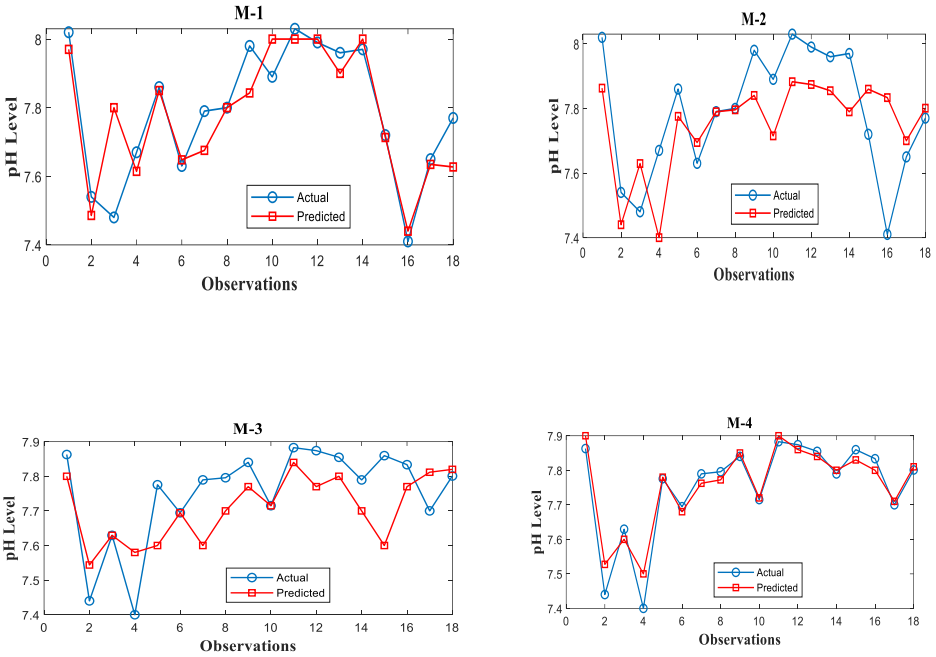 M-1
8
7.8
7.6
7.4
pH Level
0 2 4 6 8 10 12 14 16 18
Observations
Actual
Predicted
M-2
8
7.8
7.6
7.4
pH Level
0 2 4 6 8 10 12 14 16 18
Observations
Actual
Predicted
M-3
7.9
7.8
7.7
7.6
7.5
7.4
pH Level
0 2 4 6 8 10 12 14 16 18
Observations
Actual
Predicted
M-4
7.9
7.8
7.7
7.6
7.5
7.4
pH Level
0 2 4 6 8 10 12 14 16 18
Observations
Actual
Predicted